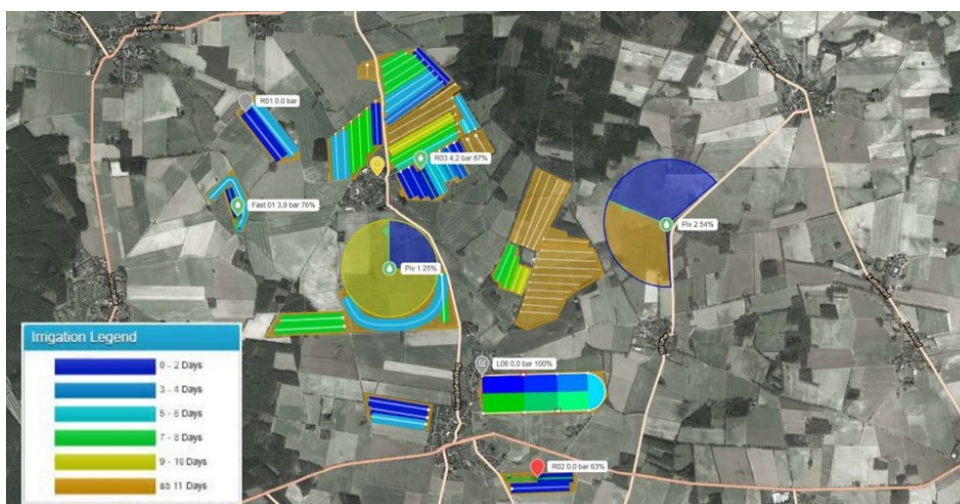 R01 0,0 bar
R03 4,2 bar 87%
Fast 01 3,9 bar 76%
Piv 2 54%
Piv 1 25%
L06 0,0 bar 100%
R02 0,0 bar 63%
Irrigation Legend
0 - 2 Days
3 - 4 Days
5 - 6 Days
7 - 8 Days
9 - 10 Days
ab 11 Days